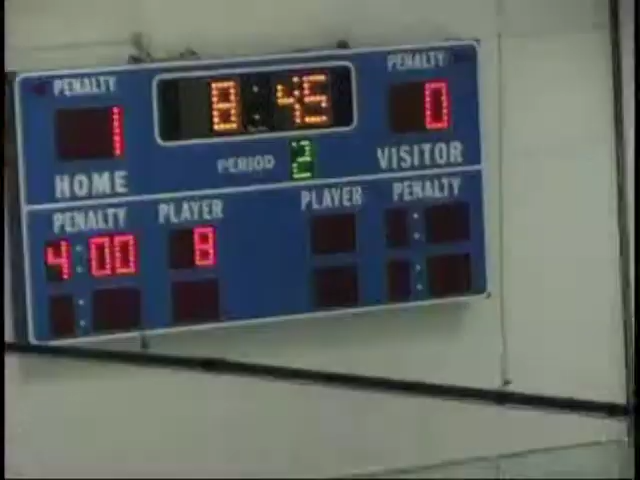 PENALTY 8:45 PENALTY
1 0
HOME PERIOD 2 VISITOR
PENALTY PLAYER PLAYER PENALTY
4:00 8